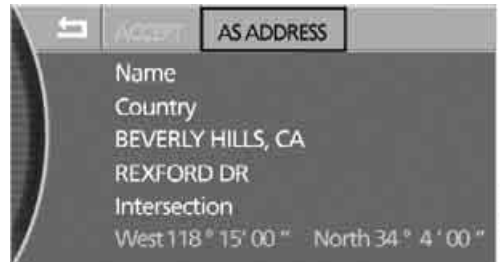 ACCEPT AS ADDRESS
Name
Country
BEVERLY HILLS, CA
REXFORD DR
Intersection
West 118 ° 15' 00 " North 34 ° 4 ' 00 "